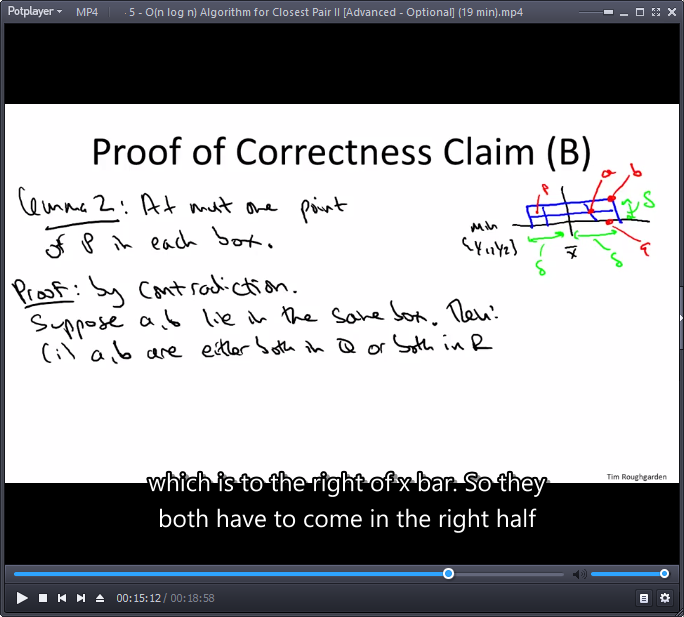 Potplayer MP4 · 5 - O(n log n) Algorithm for Closest Pair II [Advanced - Optional] (19 min).mp4
Proof of Correctness Claim (B)
Lemma 2: At most one point
of P in each box.
Proof: by contradiction.
Suppose a,b lie in the same box. Then:
(i) a,b are either both in Q or both in R
a b
p
δ
min
{y1,y2}
x̄
q
δ δ
which is to the right of x bar. So they
both have to come in the right half
Tim Roughgarden
00:15:12 / 00:18:58